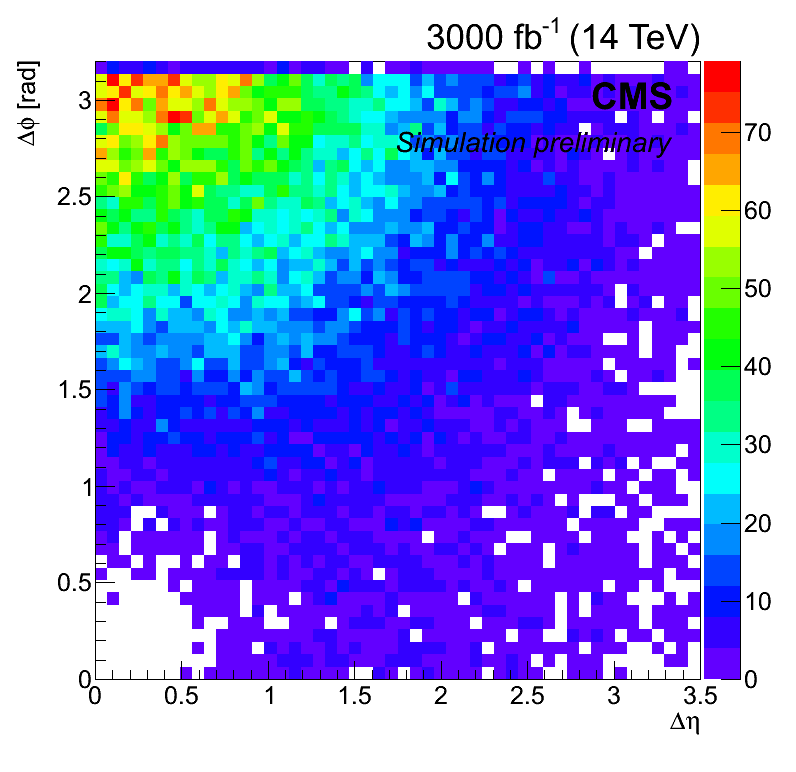 3000 fb-1 (14 TeV)
Δϕ [rad]
CMS
Simulation preliminary
3
2.5
2
1.5
1
0.5
0
70
60
50
40
30
20
10
0
0 0.5 1 1.5 2 2.5 3 3.5
Δη